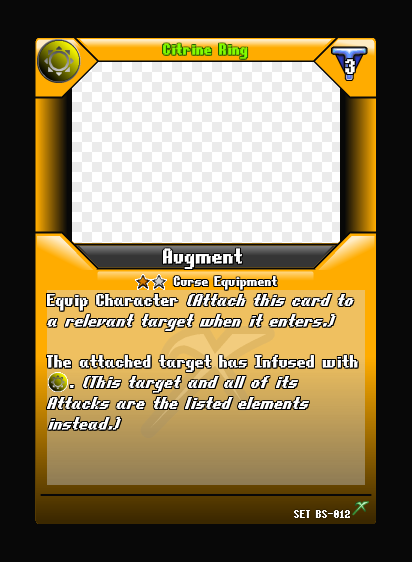 Citrine Ring
3
Augment
Curse Equipment
Equip Character (Attach this card to
a relevant target when it enters.)
The attached target has Infused with
. (This target and all of its
Attacks are the listed elements
instead.)
SET BS-012